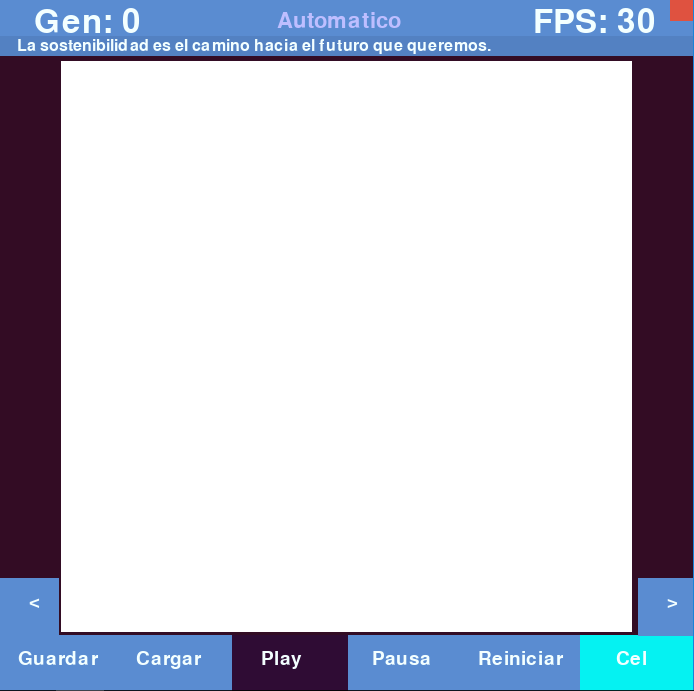 Gen: 0 Automatico FPS: 30
La sostenibilidad es el camino hacia el futuro que queremos.
< >
Guardar Cargar Play Pausa Reiniciar Cel